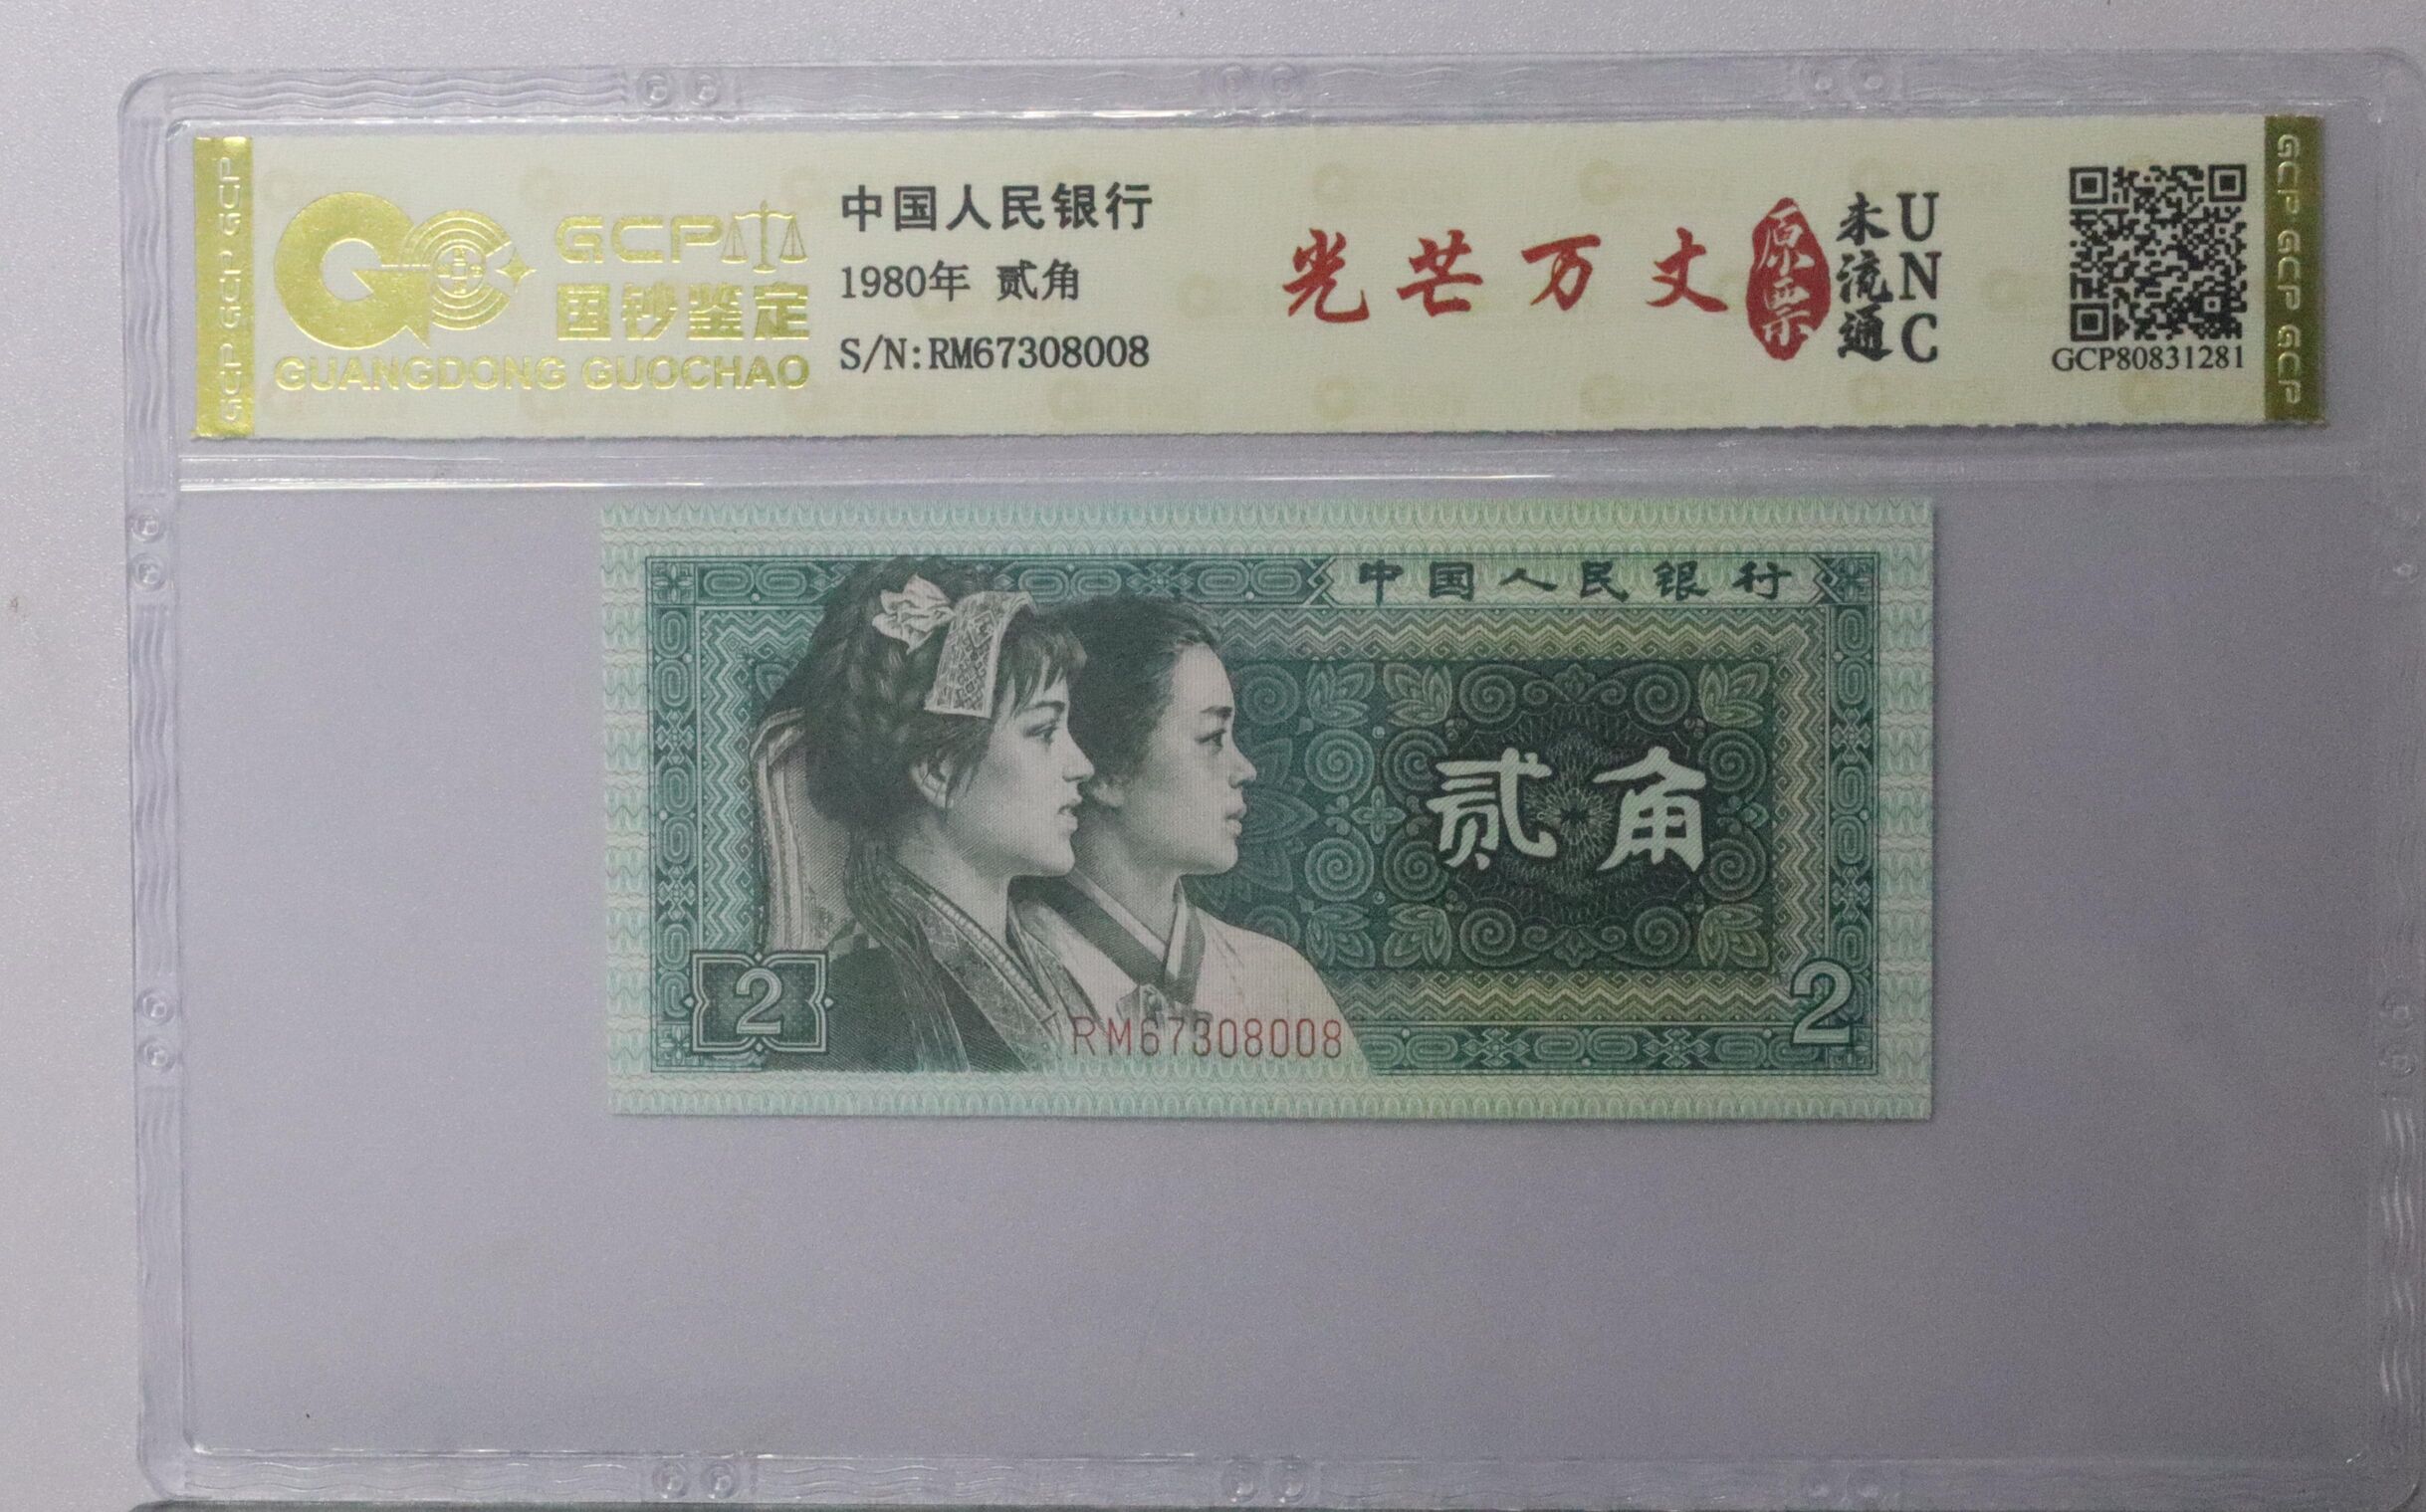 GCP GCP GCP
GCP
国钞鉴定
GUANGDONG GUOCHAO
中国人民银行
1980年 贰角
S/N:RM67308008
光芒万丈
原票
未流通
UNC
GCP80831281
GCP GCP GCP
中国人民银行
贰角
2
RM67308008
2